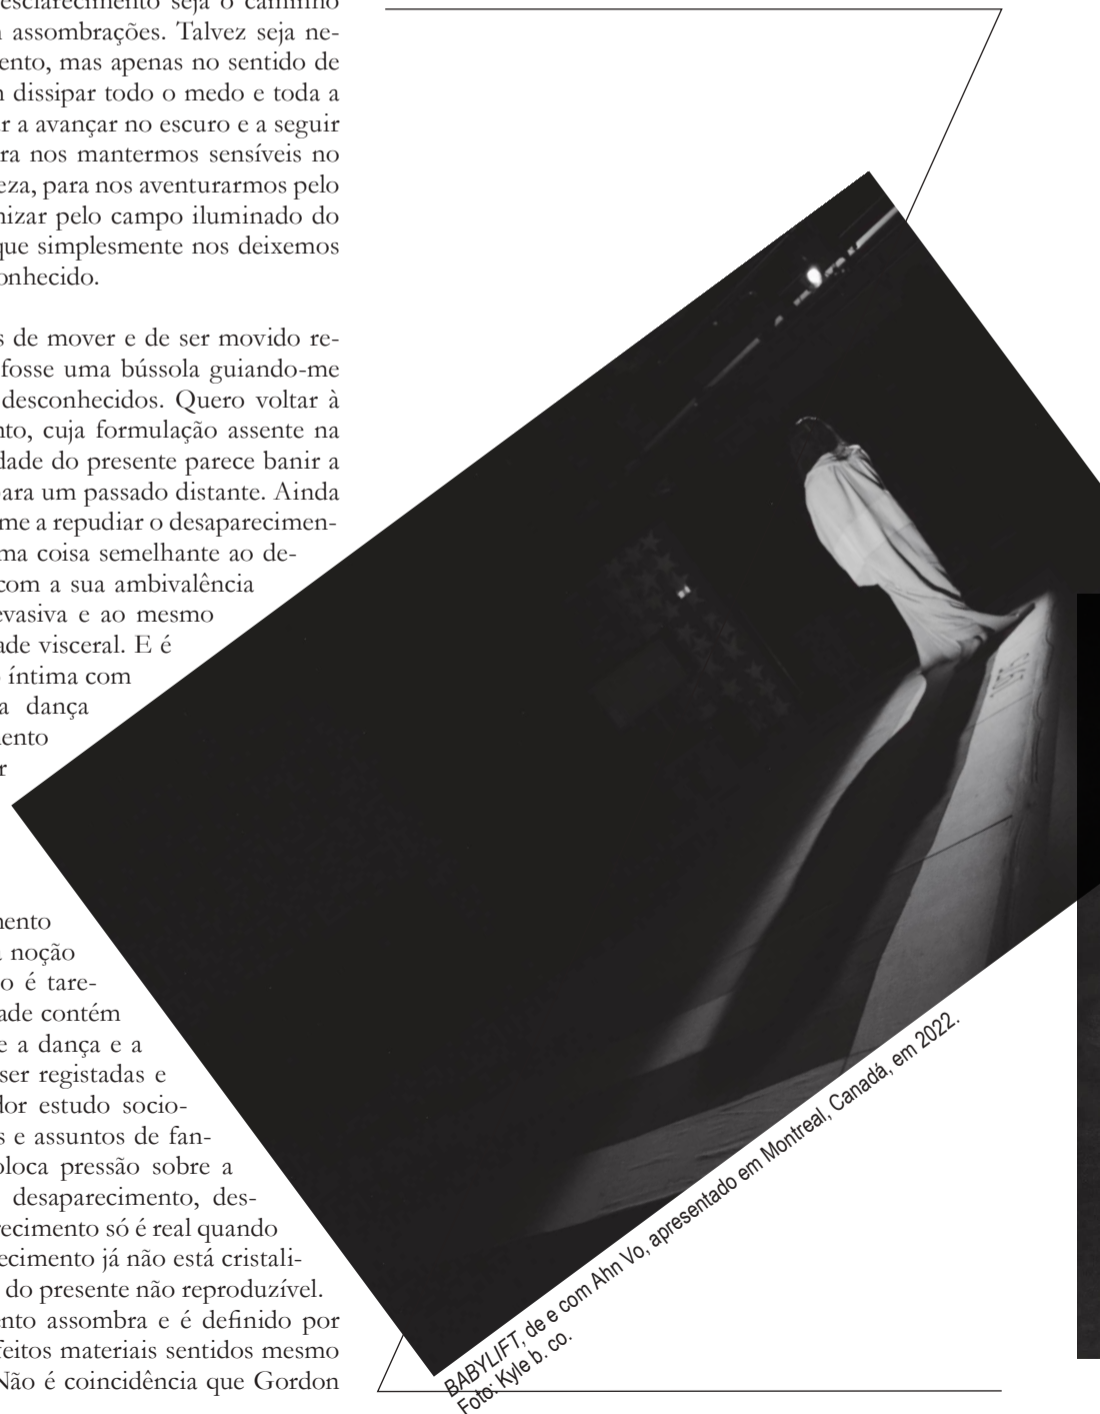 esclarecimento seja o caminho
assombrações. Talvez seja ne-
ento, mas apenas no sentido de
dissipar todo o medo e toda a
r a avançar no escuro e a seguir
ra nos mantermos sensíveis no
eza, para nos aventurarmos pelo
nizar pelo campo iluminado do
que simplesmente nos deixemos
onhecido.
s de mover e de ser movido re-
fosse uma bússola guiando-me
desconhecidos. Quero voltar à
nto, cuja formulação assente na
dade do presente parece banir a
para um passado distante. Ainda
me a repudiar o desaparecimen-
ma coisa semelhante ao de-
com a sua ambivalência
evasiva e ao mesmo
ade visceral. E é
íntima com
a dança
ento
r
mento
a noção
o é tare-
ade contém
e a dança e a
ser registadas e
dor estudo socio-
s e assuntos de fan-
oloca pressão sobre a
desaparecimento, des-
recimento só é real quando
ecimento já não está cristali-
do presente não reproduzível.
ento assombra e é definido por
feitos materiais sentidos mesmo
Não é coincidência que Gordon
BABYLIFT, de e com Ahn Vo, apresentado em Montreal, Canadá, em 2022.
Foto: Kyle b. co.